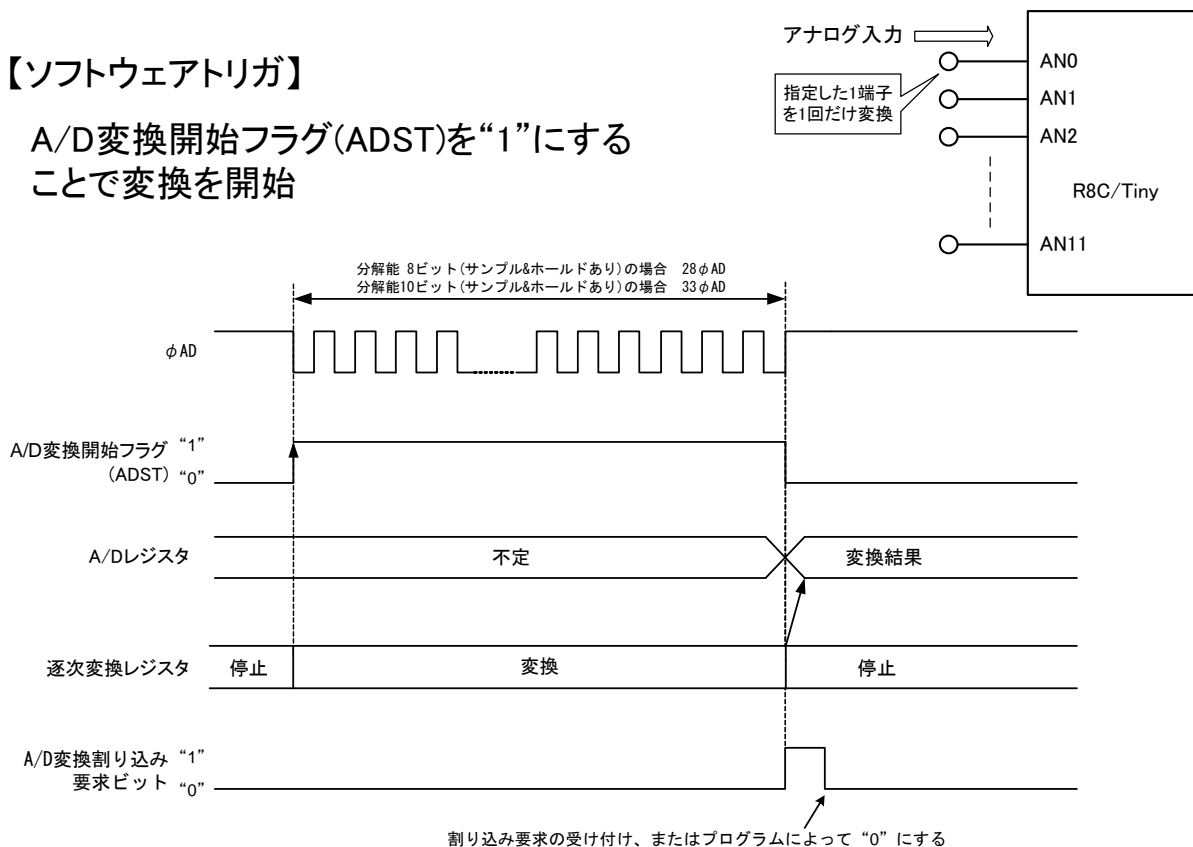 【ソフトウェアトリガ】
A/D変換開始フラグ(ADST)を“1”にする
ことで変換を開始
アナログ入力
指定した1端子
を1回だけ変換
AN0
AN1
AN2
R8C/Tiny
AN11
分解能 8ビット(サンプル&ホールドあり)の場合 28φAD
分解能10ビット(サンプル&ホールドあり)の場合 33φAD
φAD
A/D変換開始フラグ “1”
(ADST) “0”
A/Dレジスタ
不定
変換結果
逐次変換レジスタ
停止
変換
停止
A/D変換割り込み “1”
要求ビット “0”
割り込み要求の受け付け、またはプログラムによって “0” にする